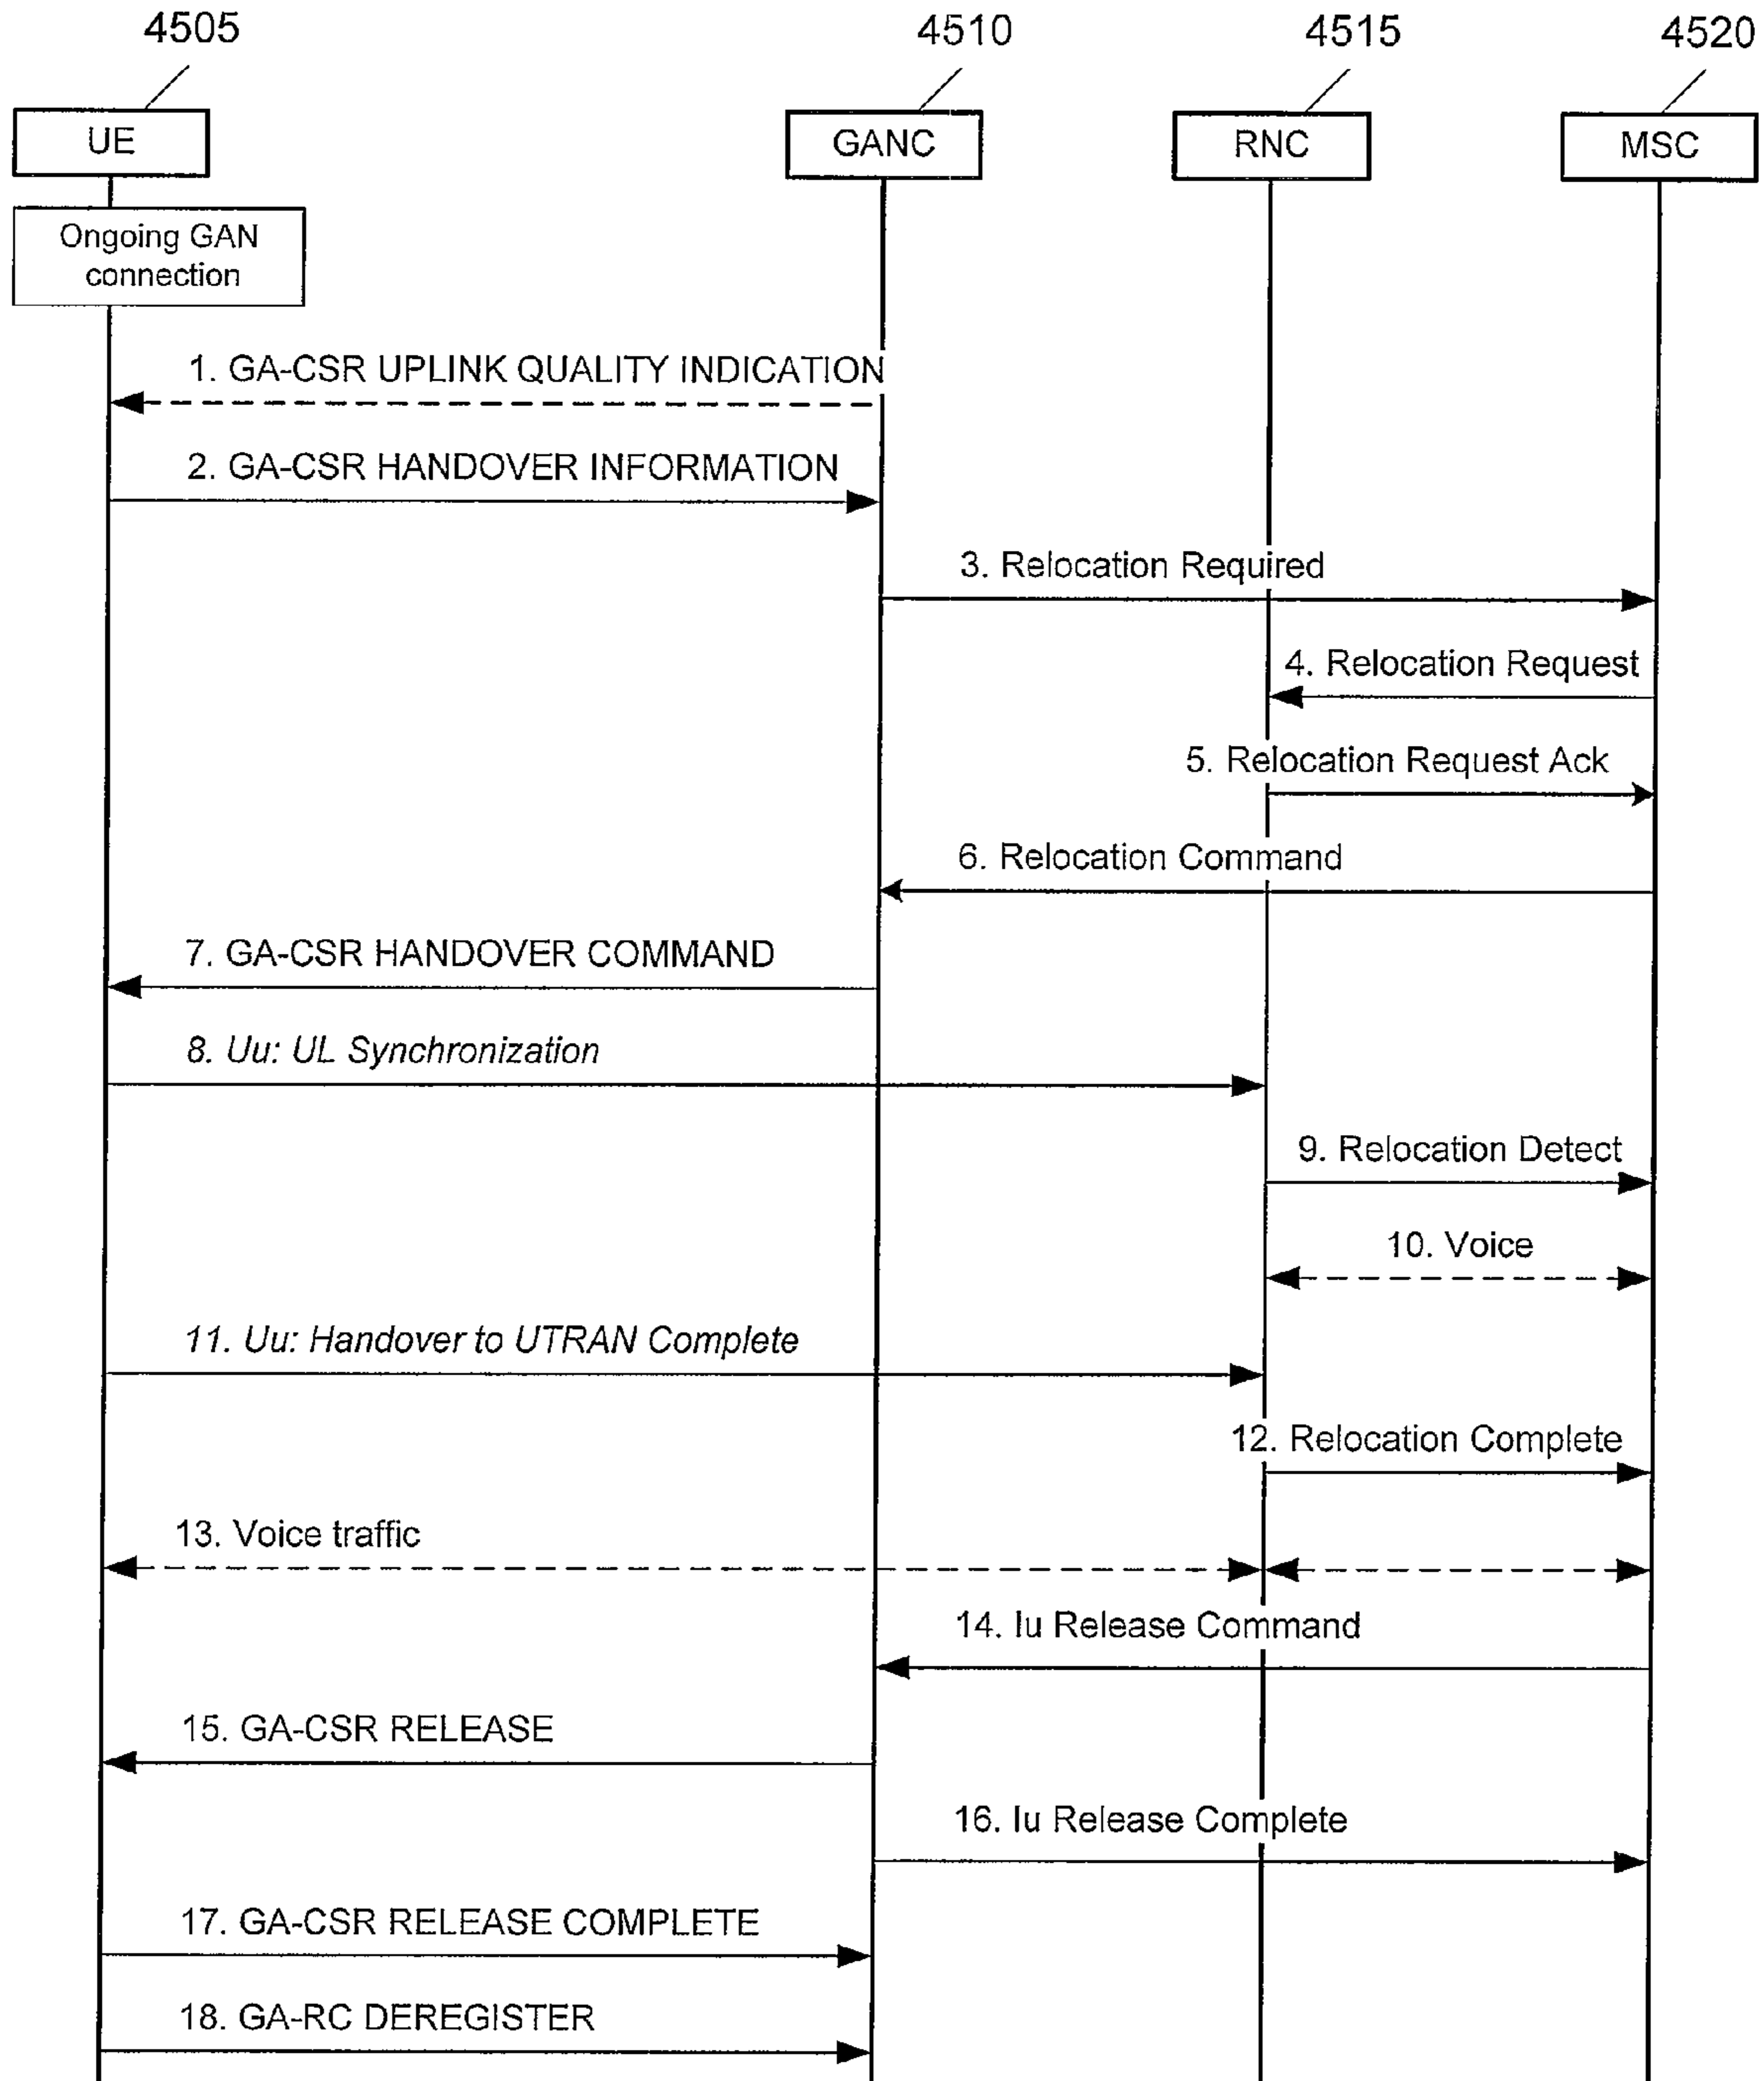 4505
4510
4515
4520
UE
GANC
RNC
MSC
Ongoing GAN
connection
1. GA-CSR UPLINK QUALITY INDICATION
2. GA-CSR HANDOVER INFORMATION
3. Relocation Required
4. Relocation Request
5. Relocation Request Ack
6. Relocation Command
7. GA-CSR HANDOVER COMMAND
8. Uu: UL Synchronization
9. Relocation Detect
10. Voice
11. Uu: Handover to UTRAN Complete
12. Relocation Complete
13. Voice traffic
14. Iu Release Command
15. GA-CSR RELEASE
16. Iu Release Complete
17. GA-CSR RELEASE COMPLETE
18. GA-RC DEREGISTER